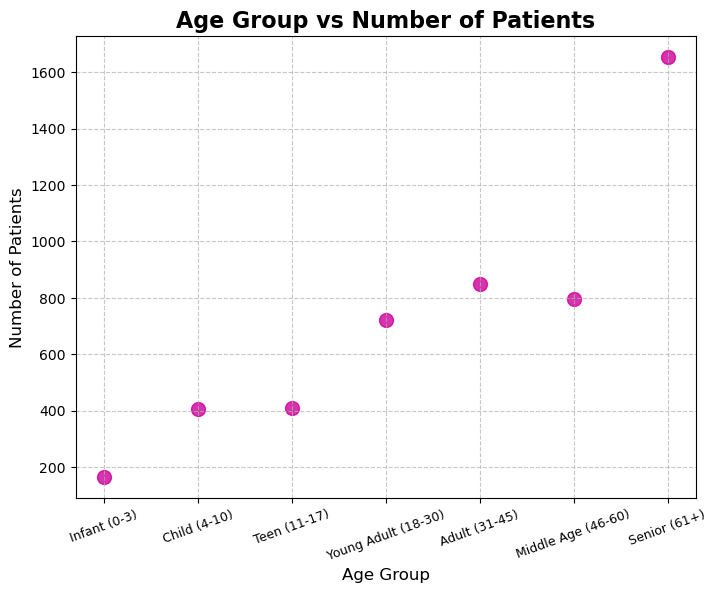 Age Group vs Number of Patients
Number of Patients
1600
1400
1200
1000
800
600
400
200
Infant (0-3)
Child (4-10)
Teen (11-17)
Young Adult (18-30)
Adult (31-45)
Middle Age (46-60)
Senior (61+)
Age Group